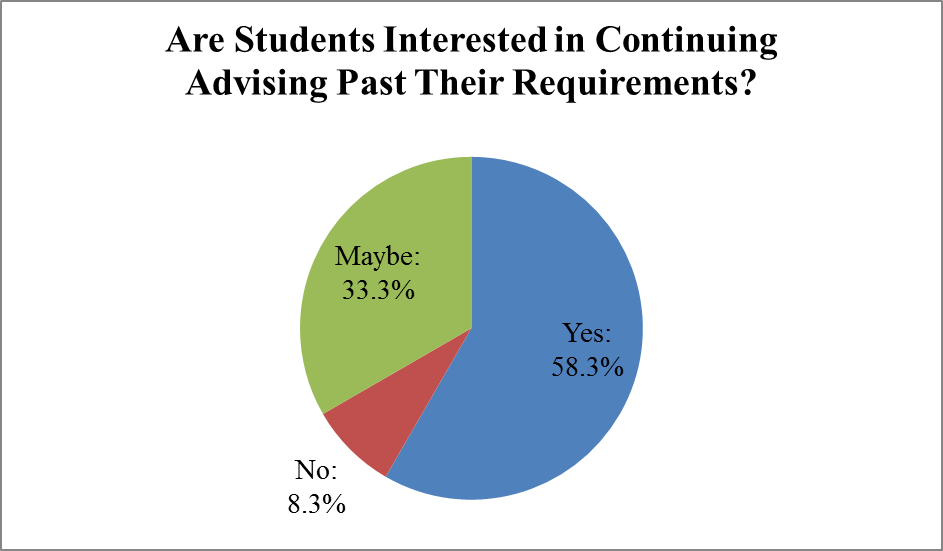 Are Students Interested in Continuing
Advising Past Their Requirements?
Maybe:
33.3%
Yes:
58.3%
No:
8.3%